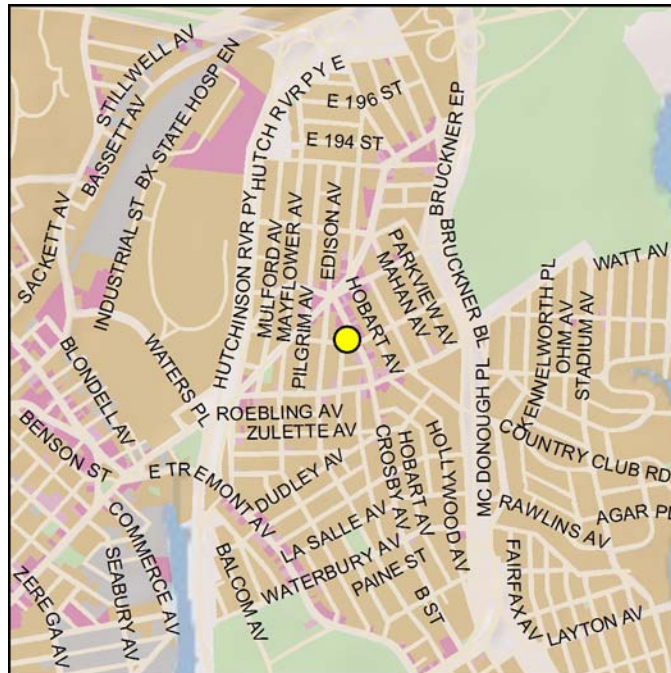 STILLWELL AV
BASSETT AV
BX STATE HOSP EN
INDUSTRIAL ST
SACKETT AV
HUTCH RVR PY E
E 196 ST
E 194 ST
BRUCKNER EP
BRUCKNER BL
HUTCHINSON RVR PY
MULFORD AV
MAYFLOWER AV
PILGRIM AV
EDISON AV
HOBART AV
PARKVIEW AV
MAHAN AV
WATT AV
KENNELWORTH PL
OHM AV
STADIUM AV
WATERS PL
BLONDELL AV
BENSON ST
ROEBLING AV
ZULETTE AV
MC DONOUGH PL
COUNTRY CLUB RD
E TREMONT AV
DUDLEY AV
CROSBY AV
HOBART AV
HOLLYWOOD AV
LA SALLE AV
WATERBURY AV
PAINE ST
B ST
RAWLINS AV
AGAR PL
FAIRFAX AV
LAYTON AV
COMMERCE AV
SEABURY AV
ZEREGA AV
BALCOM AV